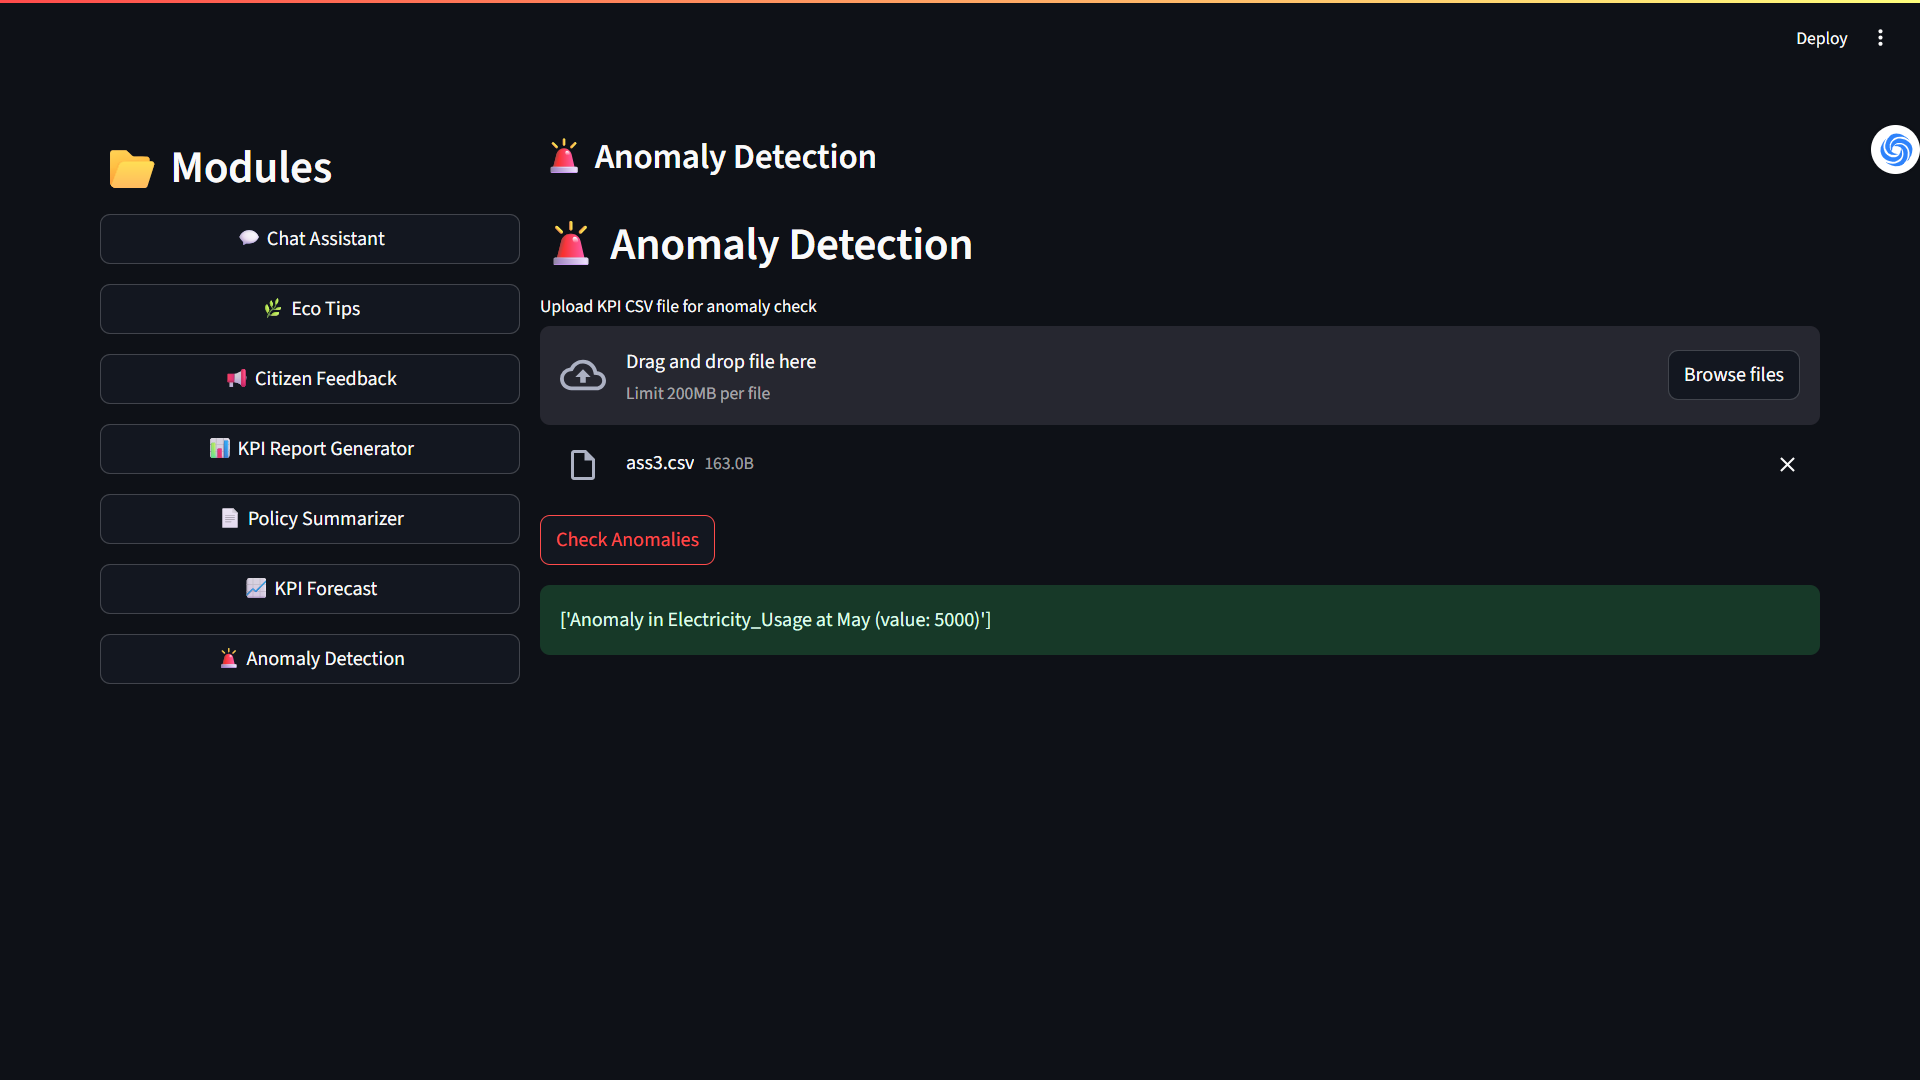 Deploy
Modules
Chat Assistant
Eco Tips
Citizen Feedback
KPI Report Generator
Policy Summarizer
KPI Forecast
Anomaly Detection
Anomaly Detection
Anomaly Detection
Upload KPI CSV file for anomaly check
Drag and drop file here
Limit 200MB per file
Browse files
ass3.csv 163.0B
Check Anomalies
['Anomaly in Electricity_Usage at May (value: 5000)']